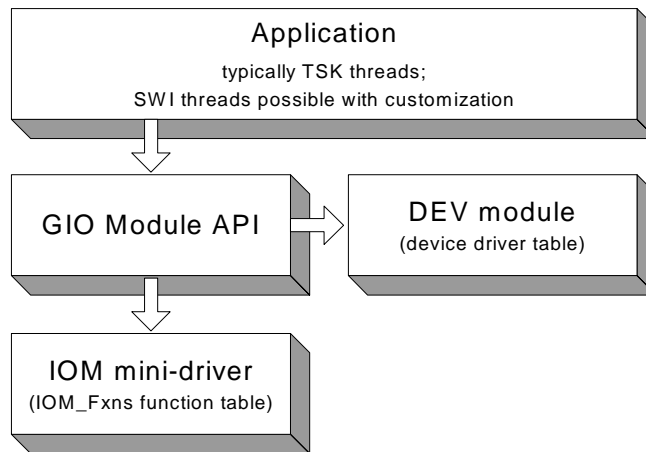 Application
typically TSK threads;
SWI threads possible with customization
GIO Module API
DEV module
(device driver table)
IOM mini-driver
(IOM_Fxns function table)